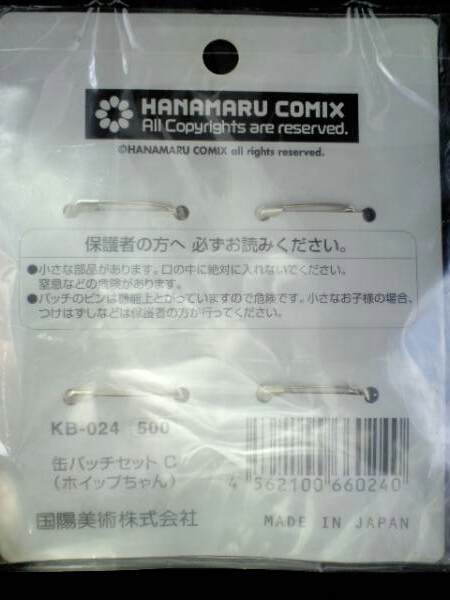 HANAMARU COMIX
All Copyrights are reserved.
©HANAMARU COMIX all rights reserved.
保護者の方へ 必ずお読みください。
●小さな部品があります。口の中に絶対に入れないでください。
窒息などの危険があります。
●バッチのピンは機能上とがっていますので危険です。小さなお子様の場合、
つけはずしなどは保護者の方が行ってください。
KB-024 500
缶バッチセット C
(ホイップちゃん)
4 562100 660240
国陽美術株式会社
MADE IN JAPAN